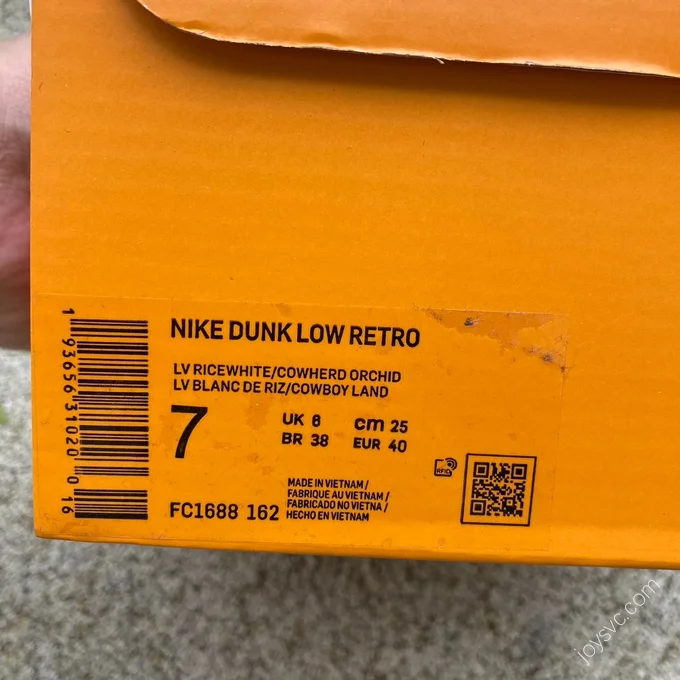 NIKE DUNK LOW RETRO
LV RICEWHITE/COWHERD ORCHID
LV BLANC DE RIZ/COWBOY LAND
7
UK 6 cm 25
BR 38 EUR 40
RFID
MADE IN VIETNAM/
FABRIQUE AU VIETNAM/
FABRICADO NO VIETNA/
HECHO EN VIETNAM
FC1688 162
1 93656 31020 0 16
joysvc.com